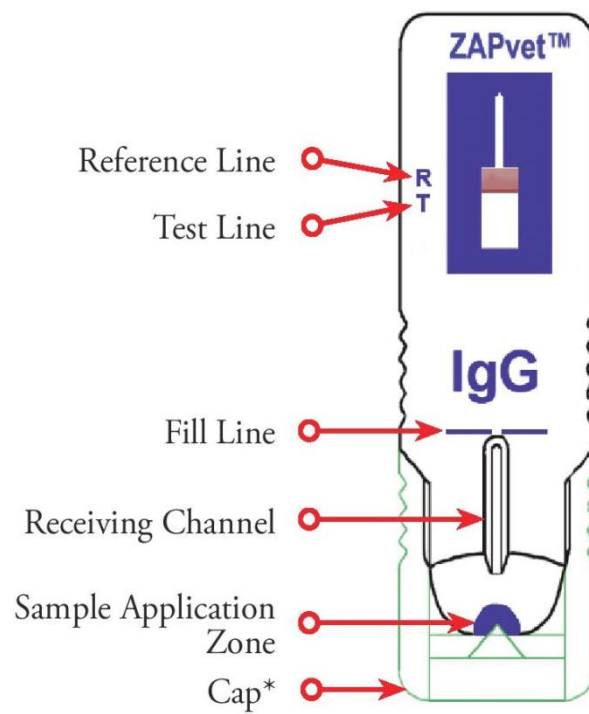 ZAPvet™
Reference Line
R
Test Line
T
IgG
Fill Line
Receiving Channel
Sample Application
Zone
Cap*